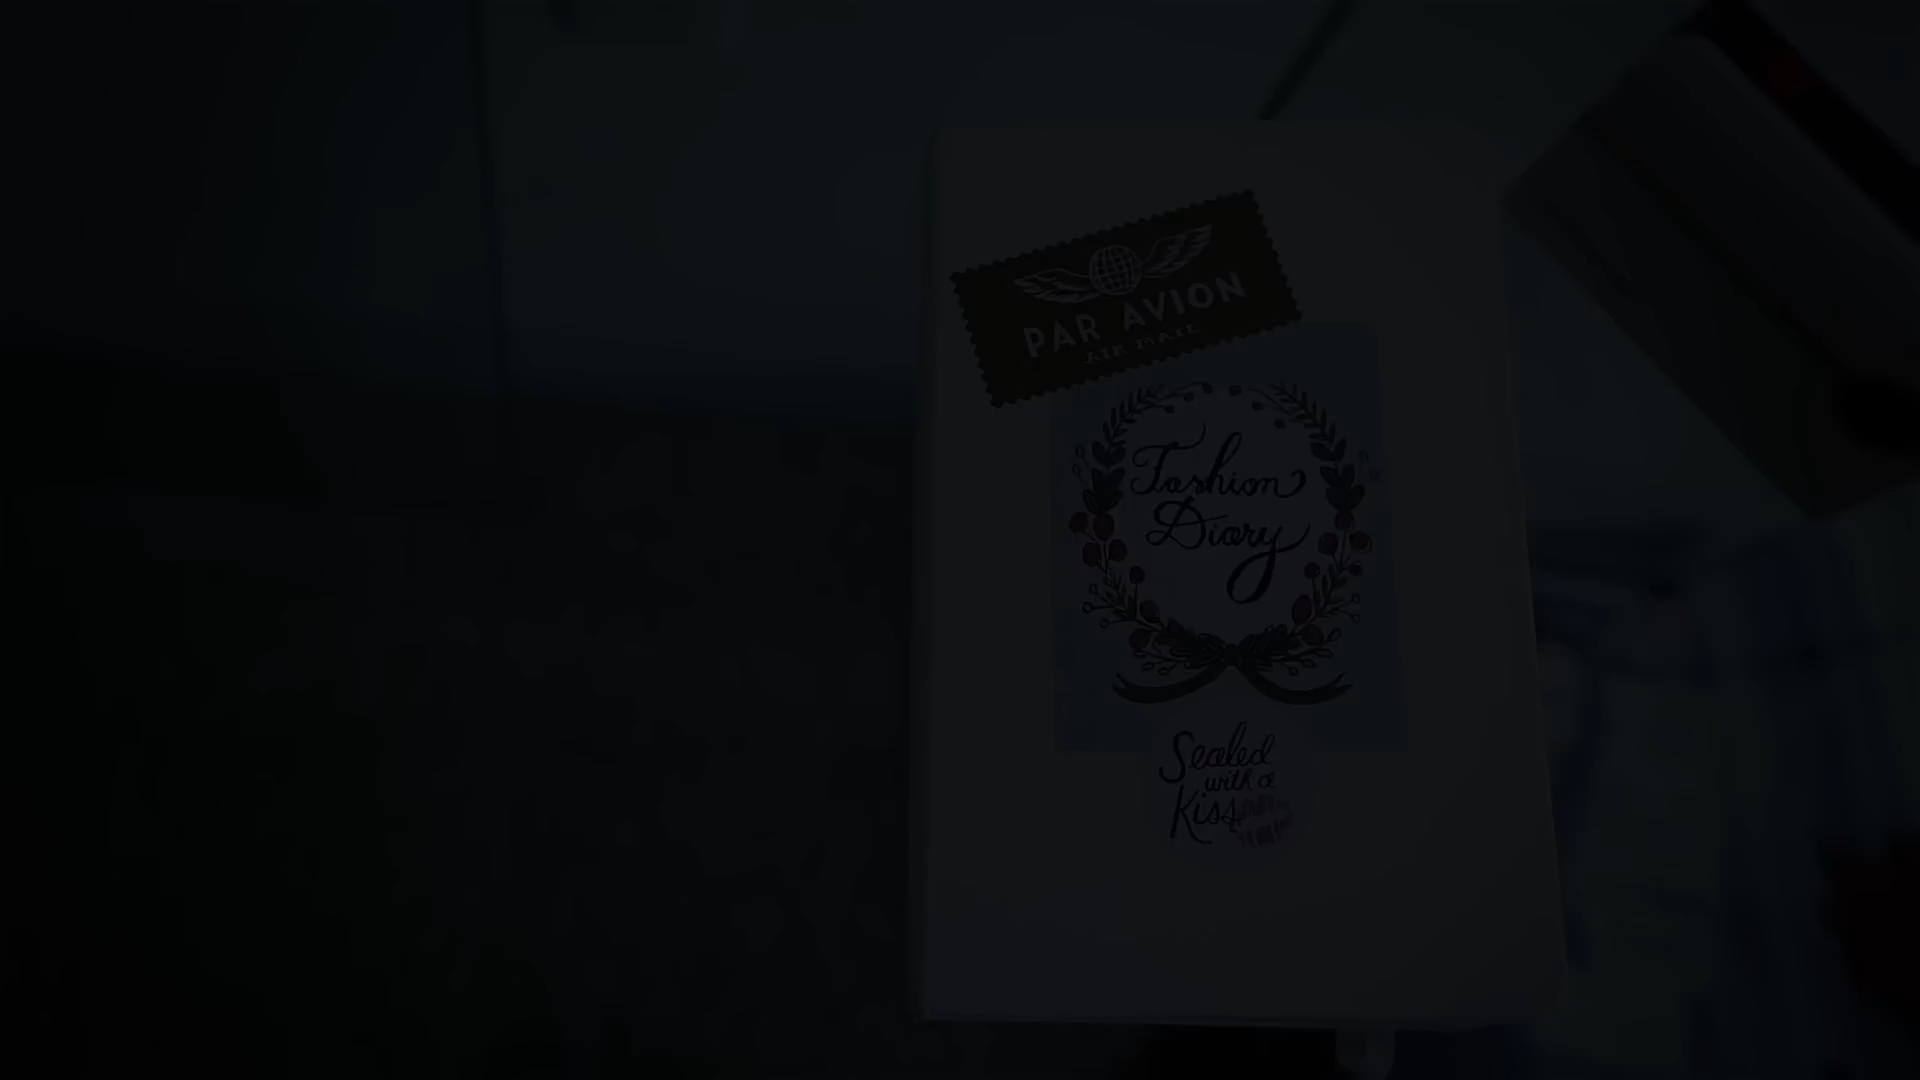 PAR AVION
AIR MAIL
Fashion
Diary
Sealed
with a
Kiss